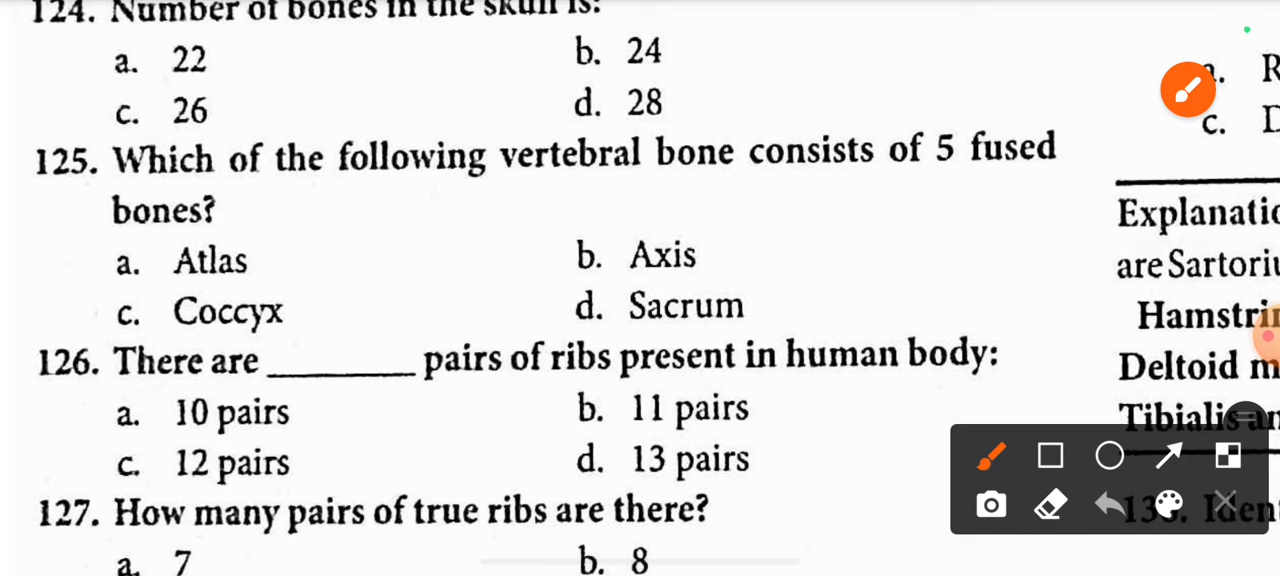 124. Number of bones in the skull is:
a. 22
b. 24
c. 26
d. 28
125. Which of the following vertebral bone consists of 5 fused
bones?
a. Atlas
b. Axis
c. Coccyx
d. Sacrum
126. There are ________ pairs of ribs present in human body:
a. 10 pairs
b. 11 pairs
c. 12 pairs
d. 13 pairs
127. How many pairs of true ribs are there?
a. 7
b. 8
a. R
c.
Explanatio
are Sartoriu
Hamstrin
Deltoid m
Tibialis an
Iden